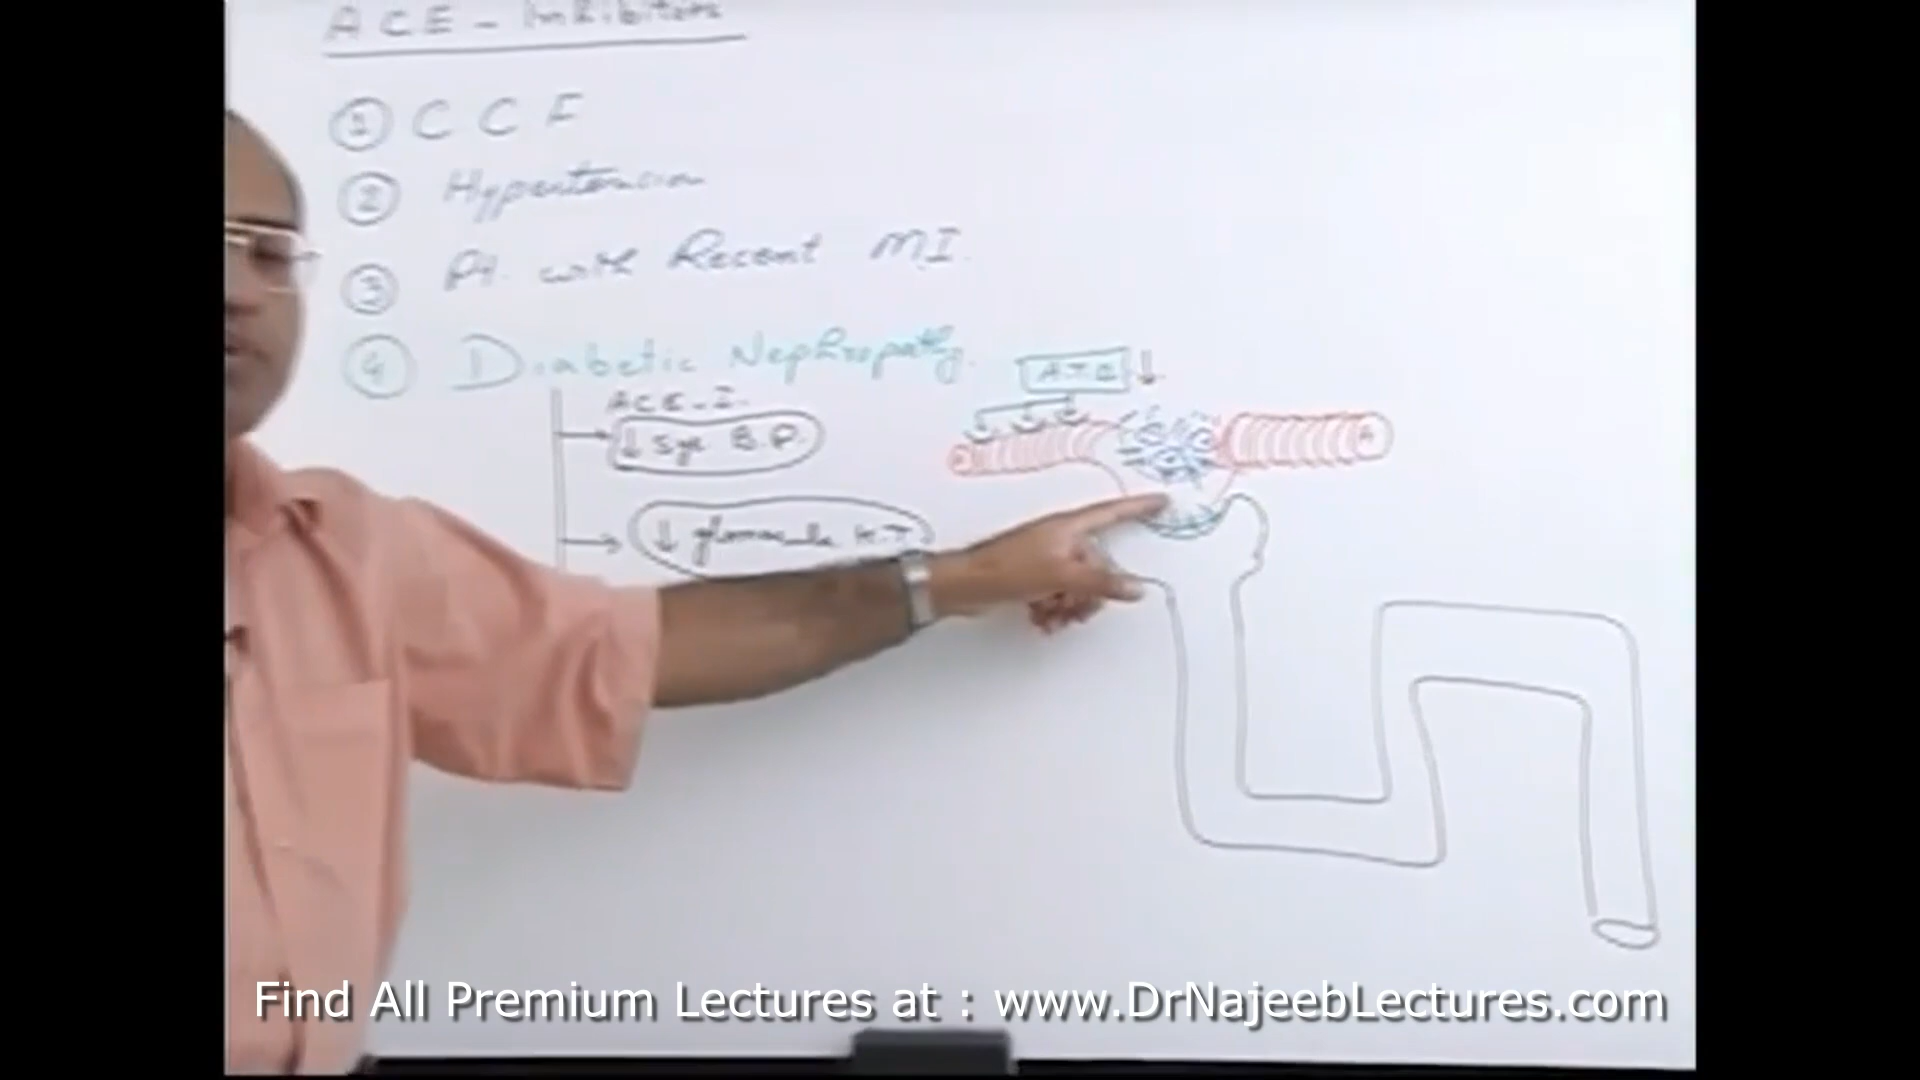 ACE - Inhibitors
① C C F
② Hypertension
③ Pt. with Recent M.I.
④ Diabetic Nephropathy.
A.T.II ↓
ACE-I.
↓ Sys B.P.
↓ glomerular H.T
A
Find All Premium Lectures at : www.DrNajeebLectures.com